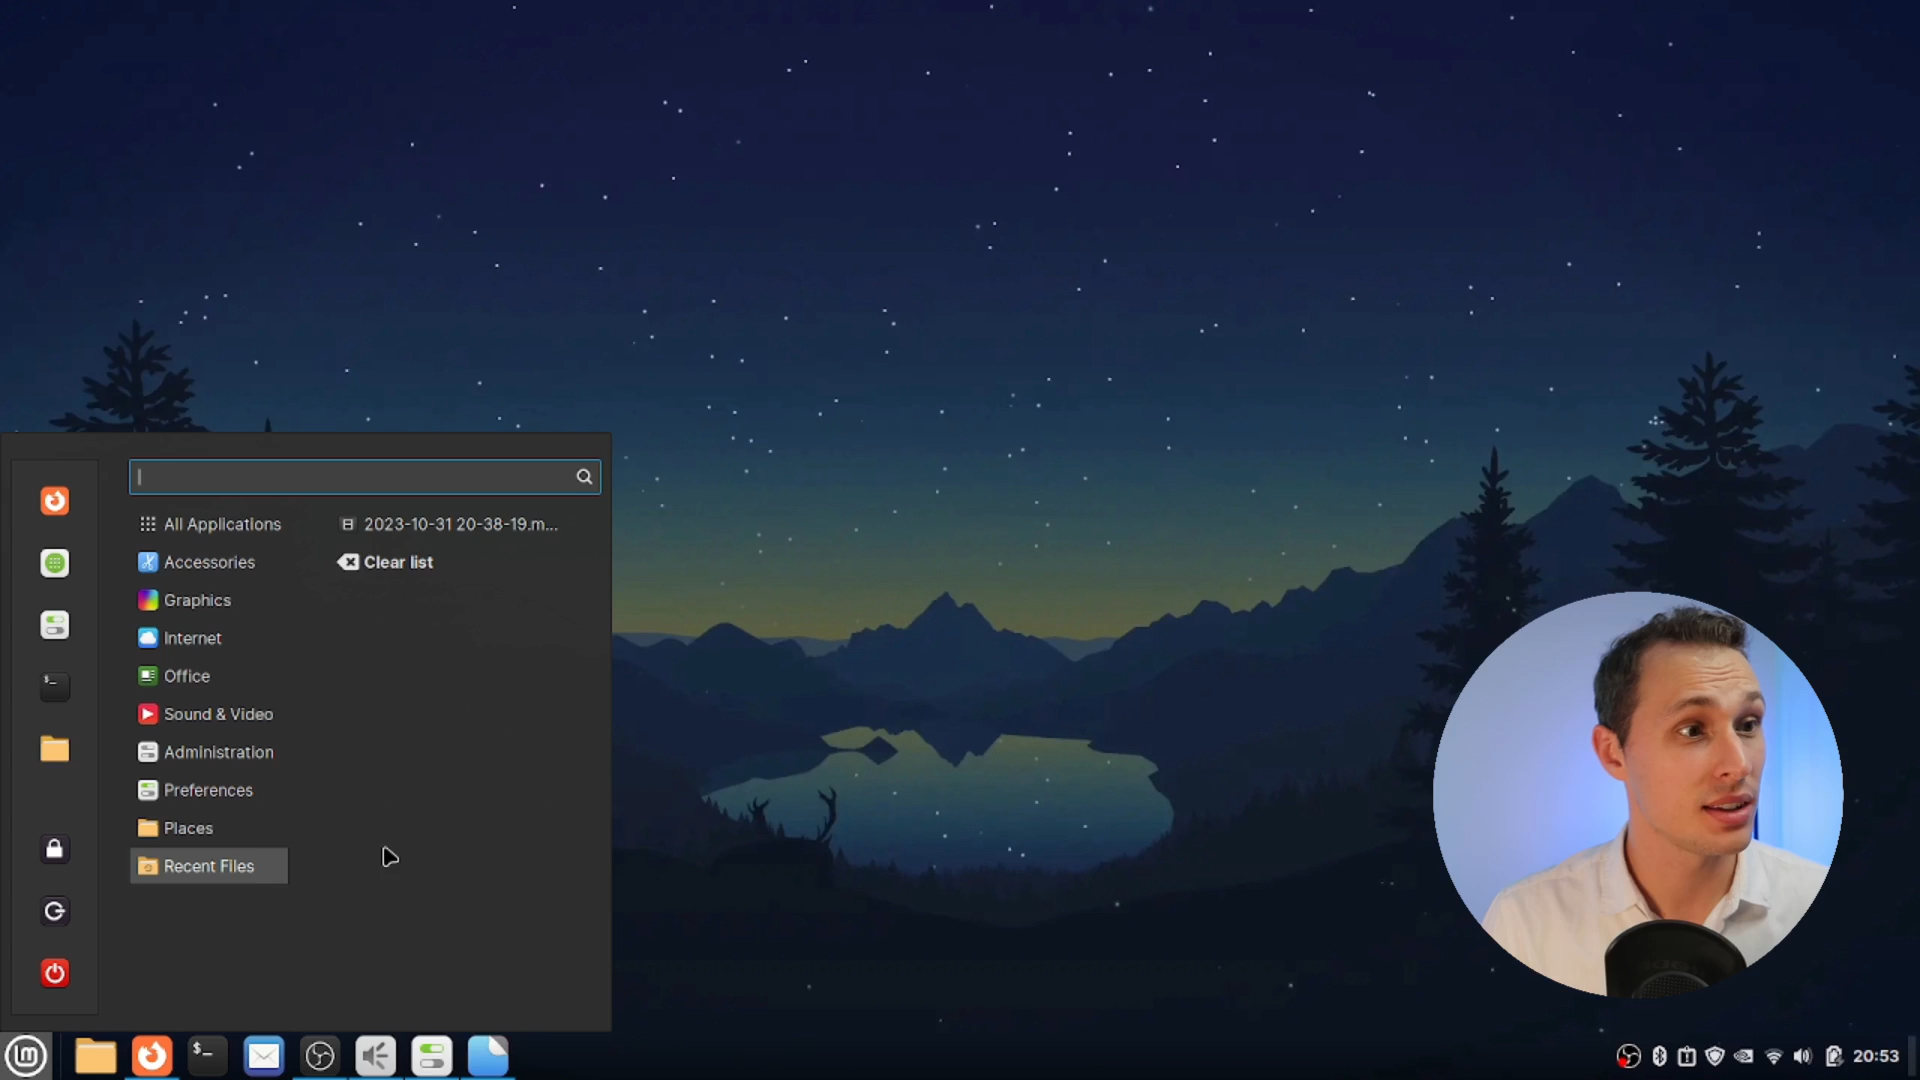 All Applications
2023-10-31 20-38-19.m...
Accessories
Clear list
Graphics
Internet
Office
Sound & Video
Administration
Preferences
Places
Recent Files
$_
$_
20:53